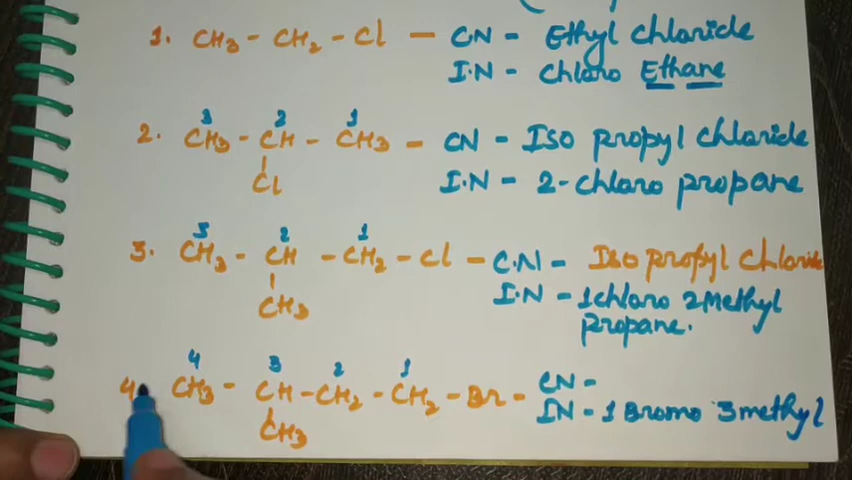 1. CH3 - CH2 - Cl - CN - Ethyl chloride
I.N - chloro Ethane
3 2 1
2. CH3 - CH - CH3 - CN - Iso propyl chloride
Cl I.N - 2-chloro propane
3 2 1
3. CH3 - CH - CH2 - Cl - C.N - Iso propyl chloride
CH3 I.N - 1chloro 2Methyl
propane.
4 3 2 1
4 CH3 - CH - CH2 - CH2 - Br - CN -
CH3 IN - 1 Bromo 3methyl